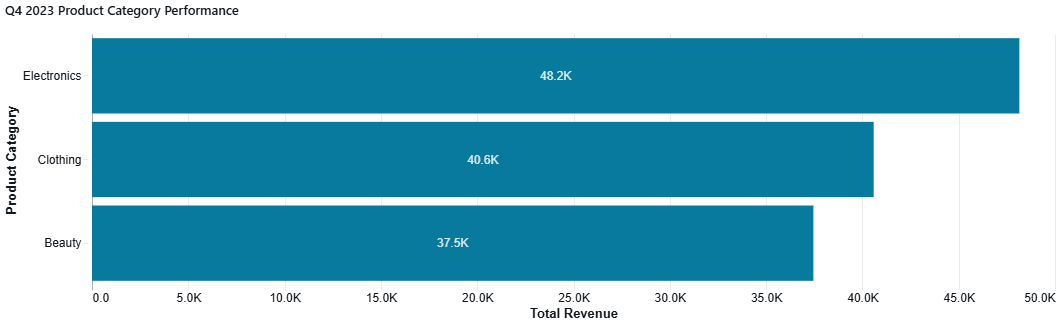 Q4 2023 Product Category Performance
Product Category
Electronics
48.2K
Clothing
40.6K
Beauty
37.5K
0.0 5.0K 10.0K 15.0K 20.0K 25.0K 30.0K 35.0K 40.0K 45.0K 50.0K
Total Revenue